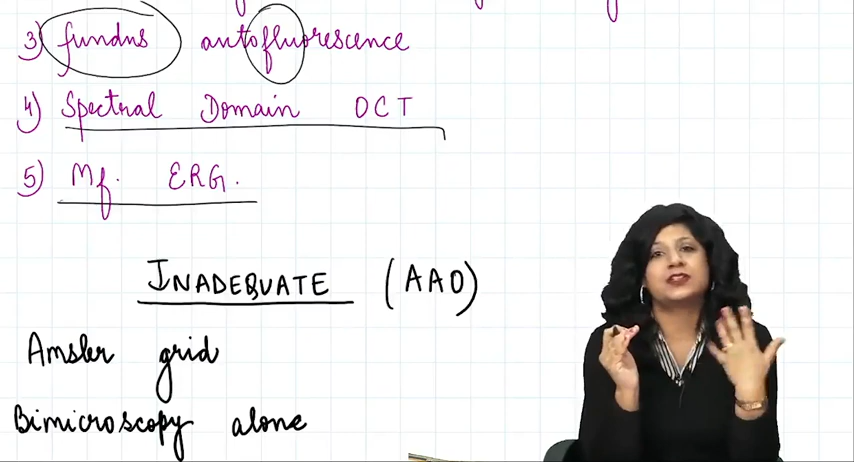 3) fundus autofluorescence
4) Spectral Domain OCT
5) Mf. ERG.
INADEQUATE (AAO)
Amsler grid
Bimicroscopy alone